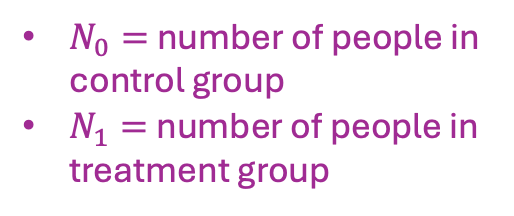 • N₀ = number of people in
control group
• N₁ = number of people in
treatment group